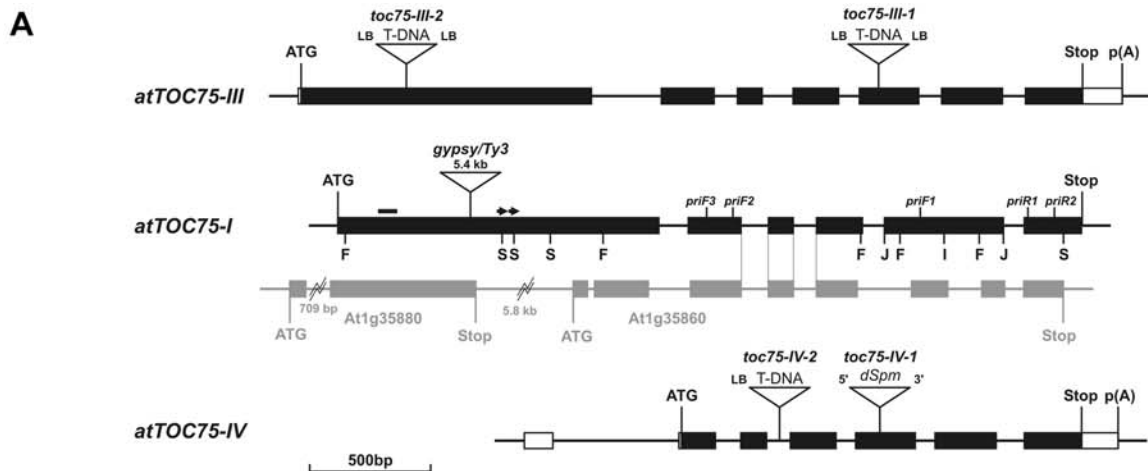 A
toc75-III-2
toc75-III-1
LB T-DNA LB
LB T-DNA LB
ATG
Stop p(A)
atTOC75-III
gypsy/Ty3
5.4 kb
ATG
Stop
priF3 priF2
priF1
priR1 priR2
atTOC75-I
F S S S F F J F I F J S
709 bp
At1g35880
5.8 kb
At1g35860
ATG
Stop
ATG
Stop
toc75-IV-2
toc75-IV-1
LB T-DNA
5' dSpm 3'
ATG
Stop p(A)
atTOC75-IV
500bp